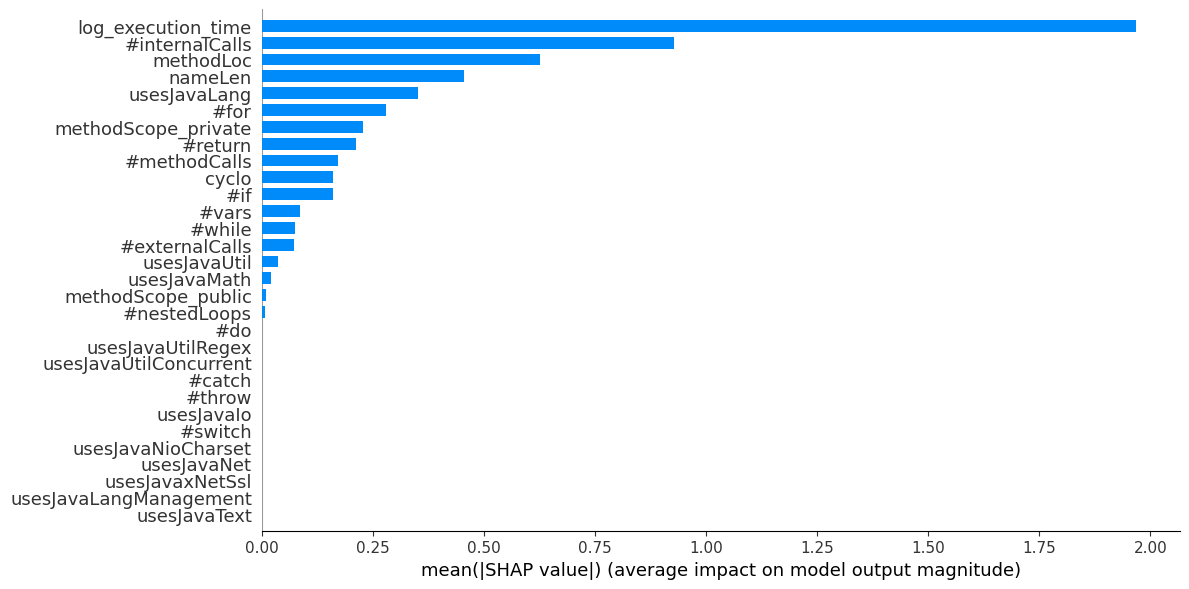 log_execution_time
#internalCalls
methodLoc
nameLen
usesJavaLang
#for
methodScope_private
#return
#methodCalls
cyclo
#if
#vars
#while
#externalCalls
usesJavaUtil
usesJavaMath
methodScope_public
#nestedLoops
#do
usesJavaUtilRegex
usesJavaUtilConcurrent
#catch
#throw
usesJavaIo
#switch
usesJavaNioCharset
usesJavaNet
usesJavaxNetSsl
usesJavaLangManagement
usesJavaText
0.00 0.25 0.50 0.75 1.00 1.25 1.50 1.75 2.00
mean(|SHAP value|) (average impact on model output magnitude)